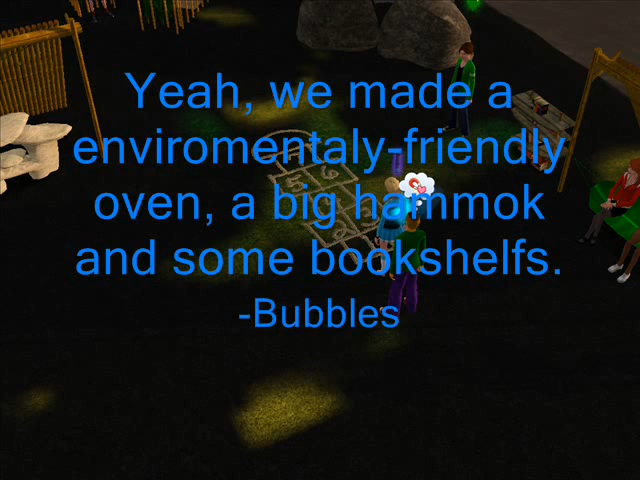 Yeah, we made a
enviromentaly-friendly
oven, a big hammok
and some bookshelfs.
-Bubbles